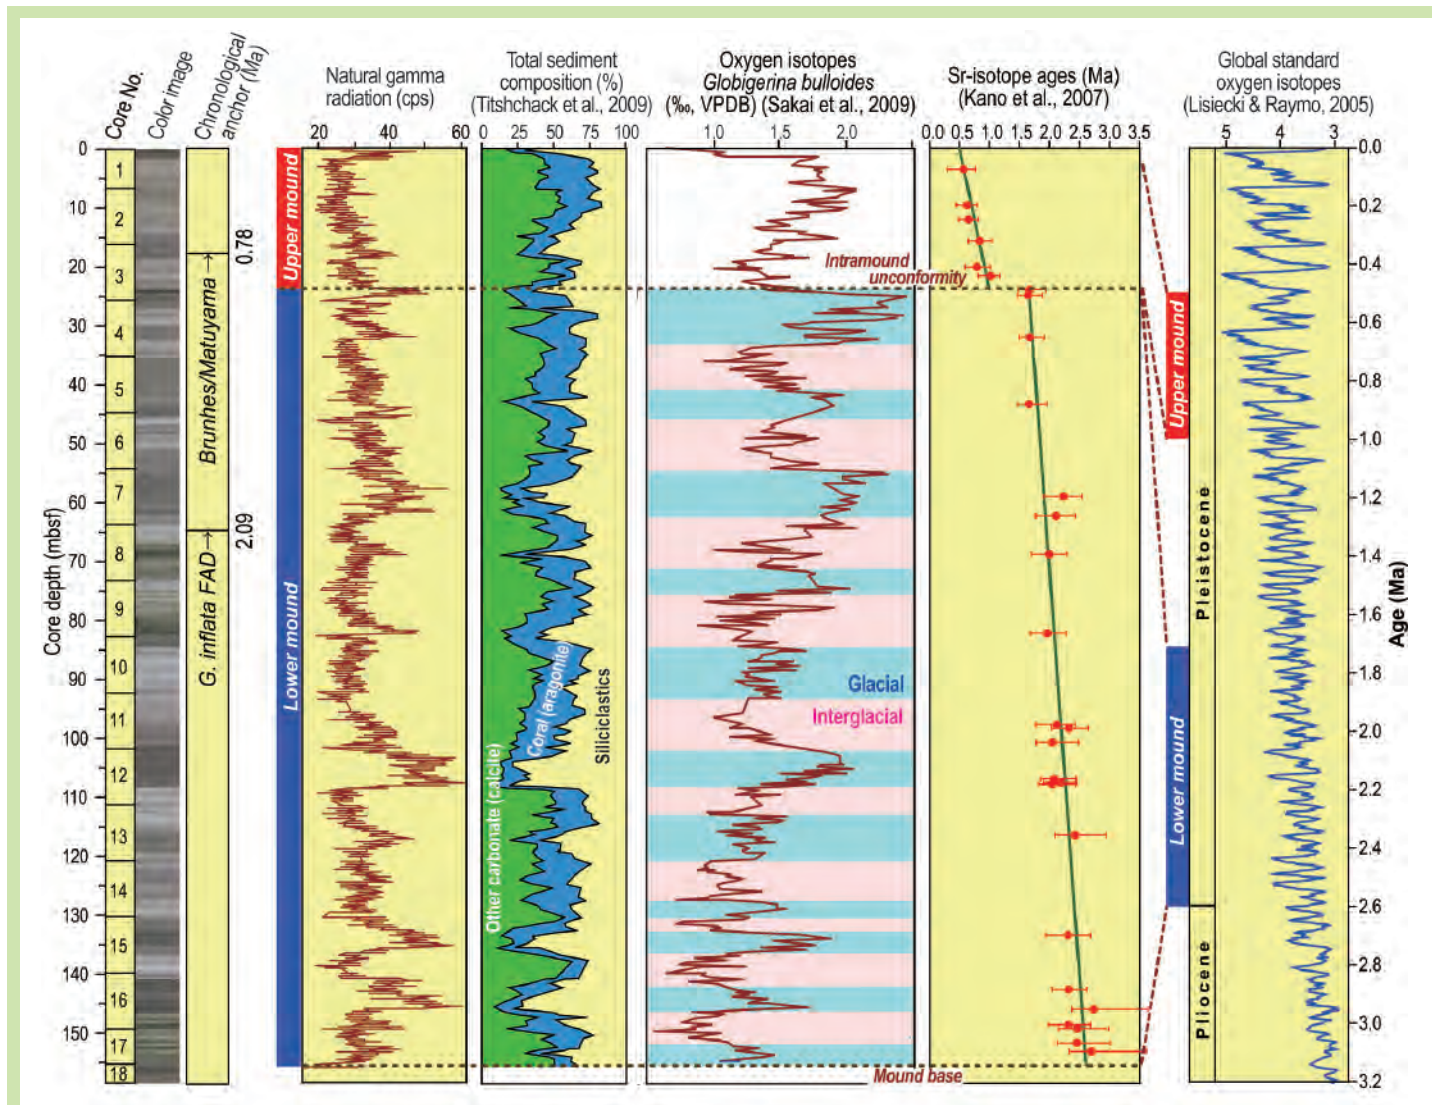 Core No.
Color image
Chronological
anchor (Ma)
Natural gamma
radiation (cps)
Total sediment
composition (%)
(Titshchack et al., 2009)
Oxygen isotopes
Globigerina bulloides
(‰, VPDB) (Sakai et al., 2009)
Sr-isotope ages (Ma)
(Kano et al., 2007)
Global standard
oxygen isotopes
(Lisiecki & Raymo, 2005)
20 40 60
0 25 50 75 100
1.0 2.0
0.0 0.5 1.0 1.5 2.0 2.5 3.0 3.5
5 4 3
Core depth (mbsf)
0
10
20
30
40
50
60
70
80
90
100
110
120
130
140
150
1
2
3
4
5
6
7
8
9
10
11
12
13
14
15
16
17
18
Brunhes/Matuyama →
0.78
G. inflata FAD →
2.09
Upper mound
Lower mound
Other carbonate (calcite)
Coral (aragonite)
Siliciclastics
Intramound
unconformity
Glacial
Interglacial
Mound base
Upper mound
Lower mound
Pleistocene
Pliocene
0.0
0.2
0.4
0.6
0.8
1.0
1.2
1.4
1.6
1.8
2.0
2.2
2.4
2.6
2.8
3.0
3.2
Age (Ma)